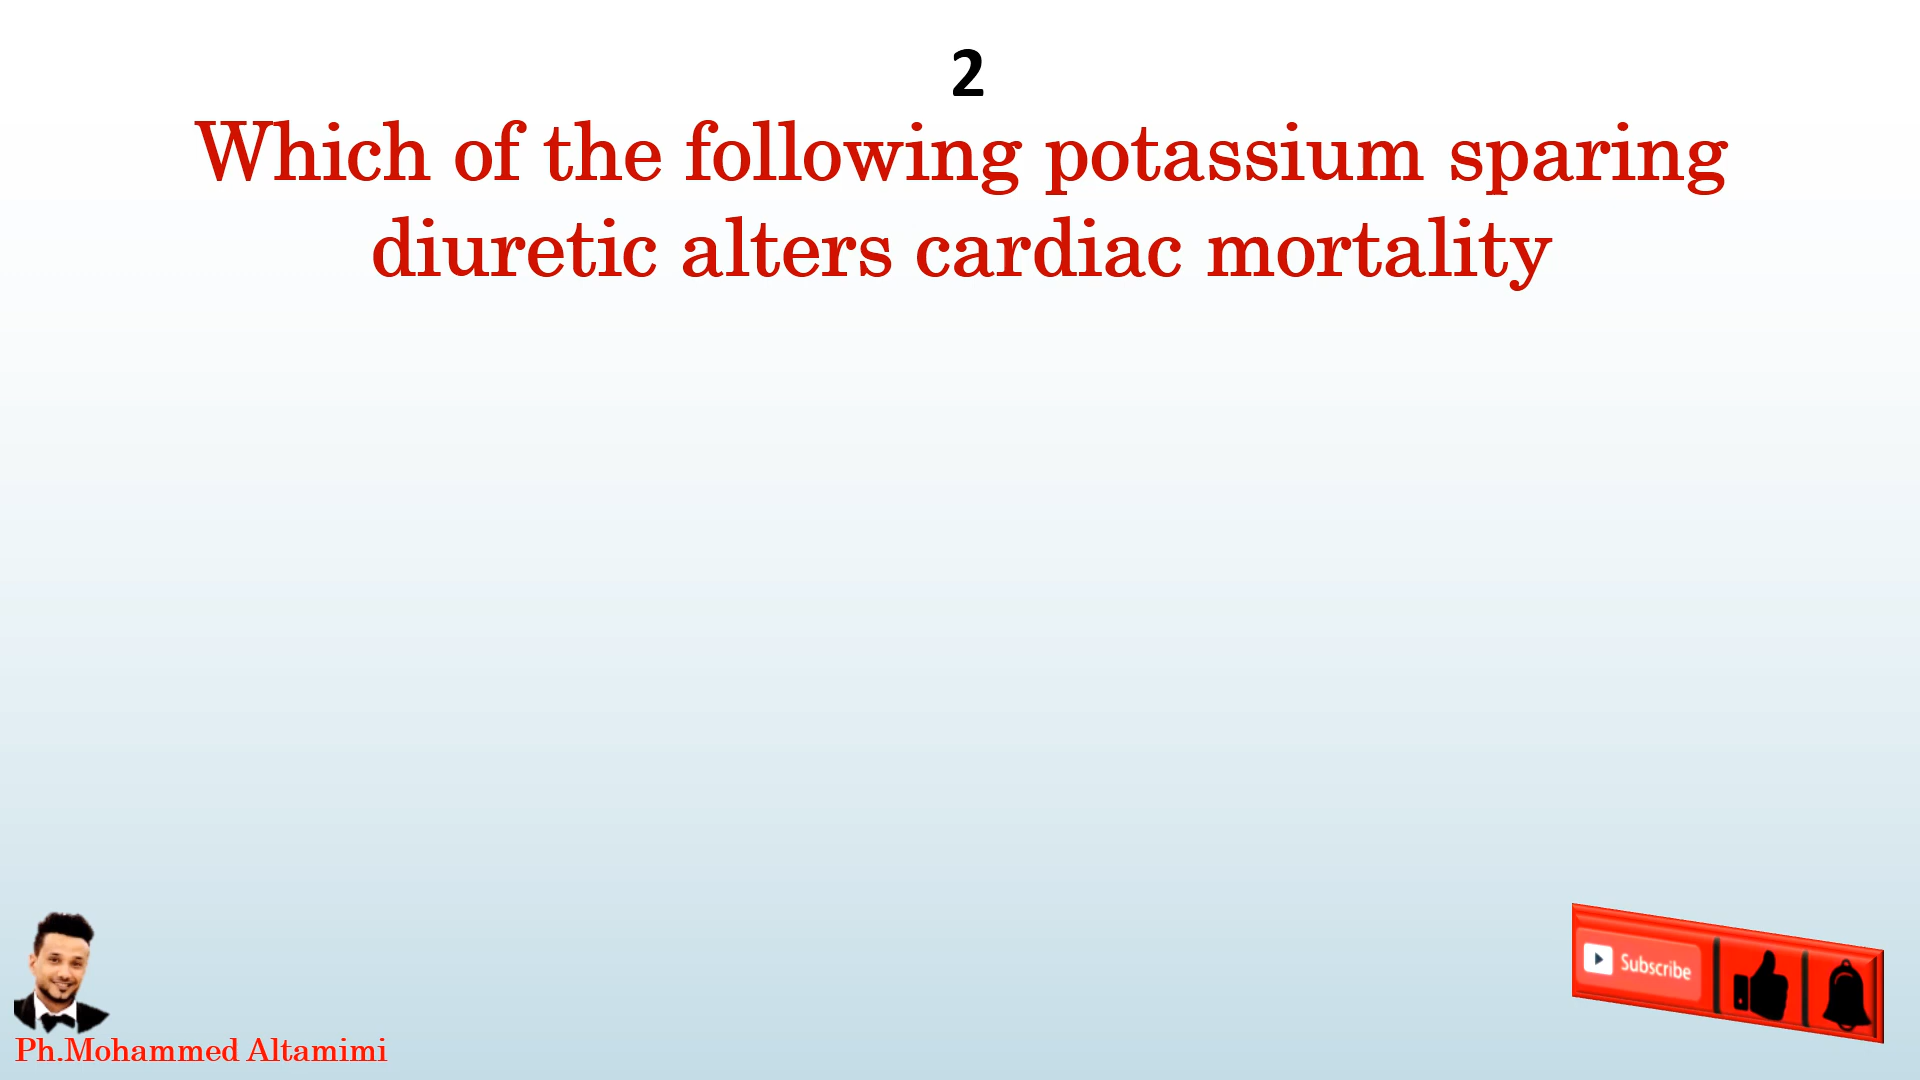 2
Which of the following potassium sparing
diuretic alters cardiac mortality
Subscribe
Ph.Mohammed Altamimi